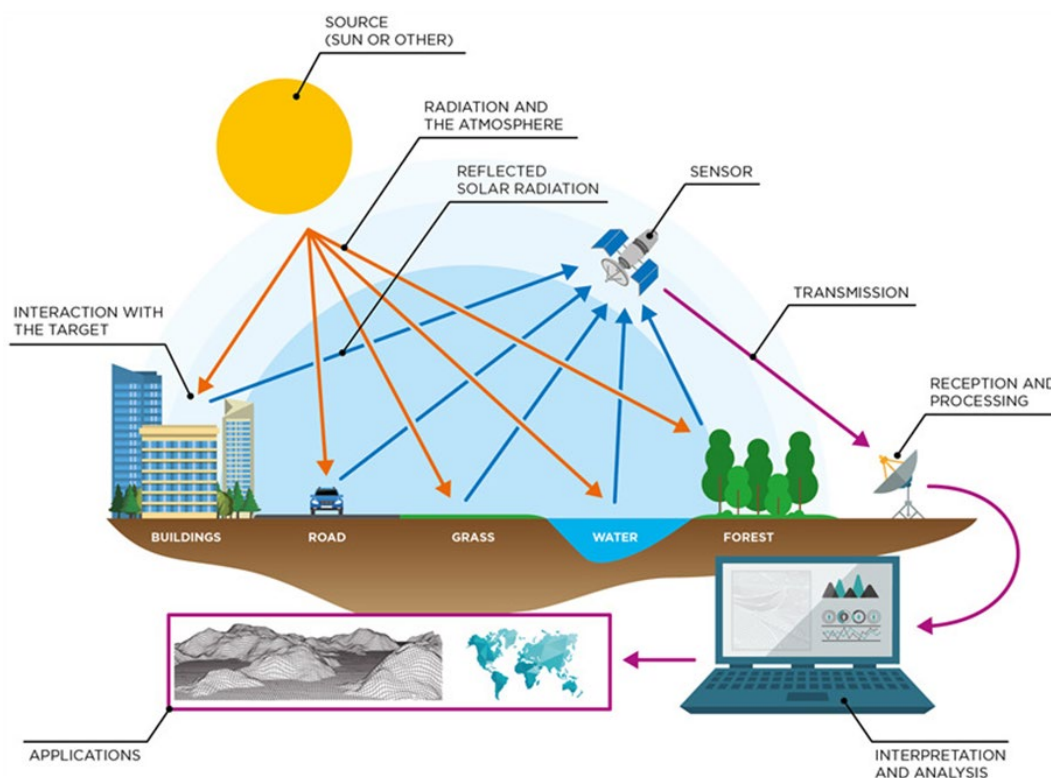 SOURCE
(SUN OR OTHER)
RADIATION AND
THE ATMOSPHERE
REFLECTED
SOLAR RADIATION
SENSOR
TRANSMISSION
INTERACTION WITH
THE TARGET
RECEPTION AND
PROCESSING
BUILDINGS
ROAD
GRASS
WATER
FOREST
APPLICATIONS
INTERPRETATION
AND ANALYSIS